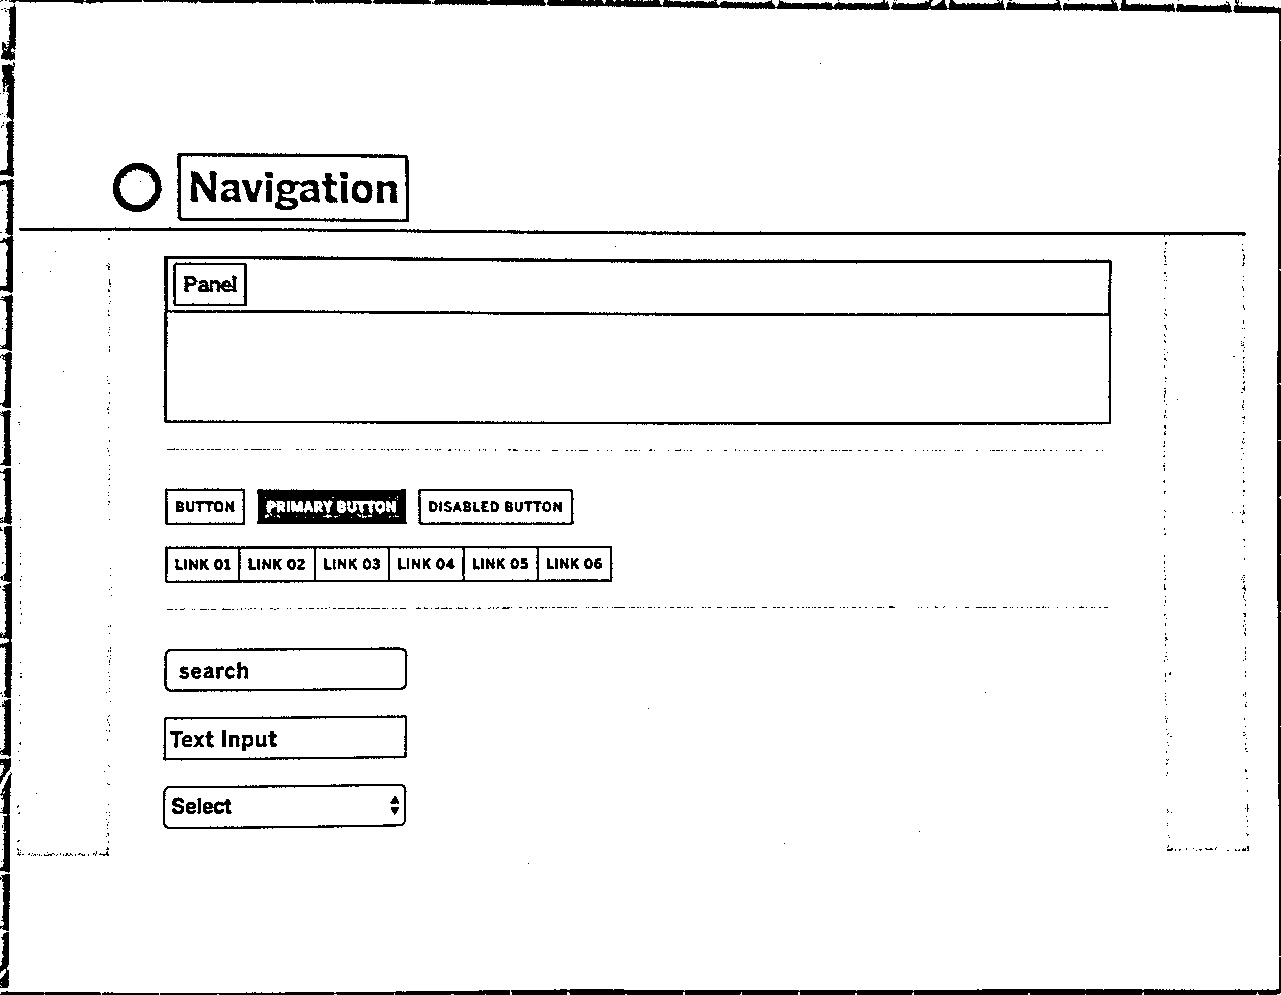 Navigation
Panel
BUTTON PRIMARY BUTTON DISABLED BUTTON
LINK 01 LINK 02 LINK 03 LINK 04 LINK 05 LINK 06
search
Text Input
Select